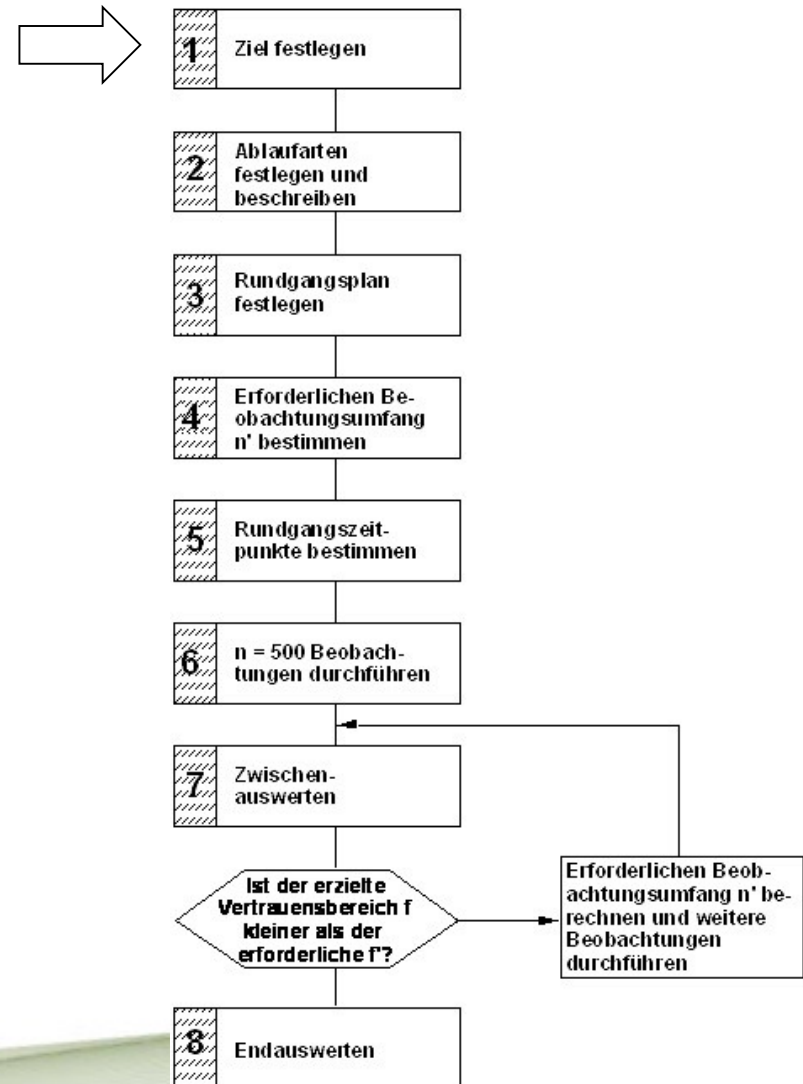 1
Ziel festlegen
2
Ablaufarten
festlegen und
beschreiben
3
Rundgangsplan
festlegen
4
Erforderlichen Be-
obachtungsumfang
n' bestimmen
5
Rundgangszeit-
punkte bestimmen
6
n = 500 Beobach-
tungen durchführen
7
Zwischen-
auswerten
Ist der erzielte
Vertrauensbereich f
kleiner als der
erforderliche f'?
Erforderlichen Beob-
achtungsumfang n' be-
rechnen und weitere
Beobachtungen
durchführen
8
Endauswerten